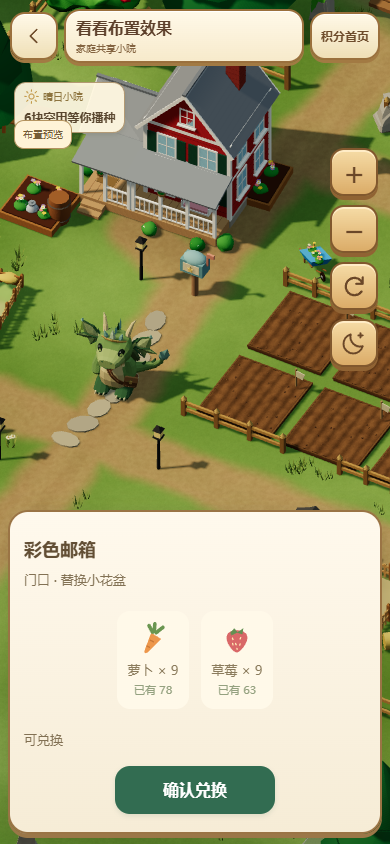 看看布置效果
家庭共享小院
积分首页
晴日小院
6块空田等你播种
布置预览
彩色邮箱
门口 · 替换小花盆
萝卜 × 9
已有 78
草莓 × 9
已有 63
可兑换
确认兑换